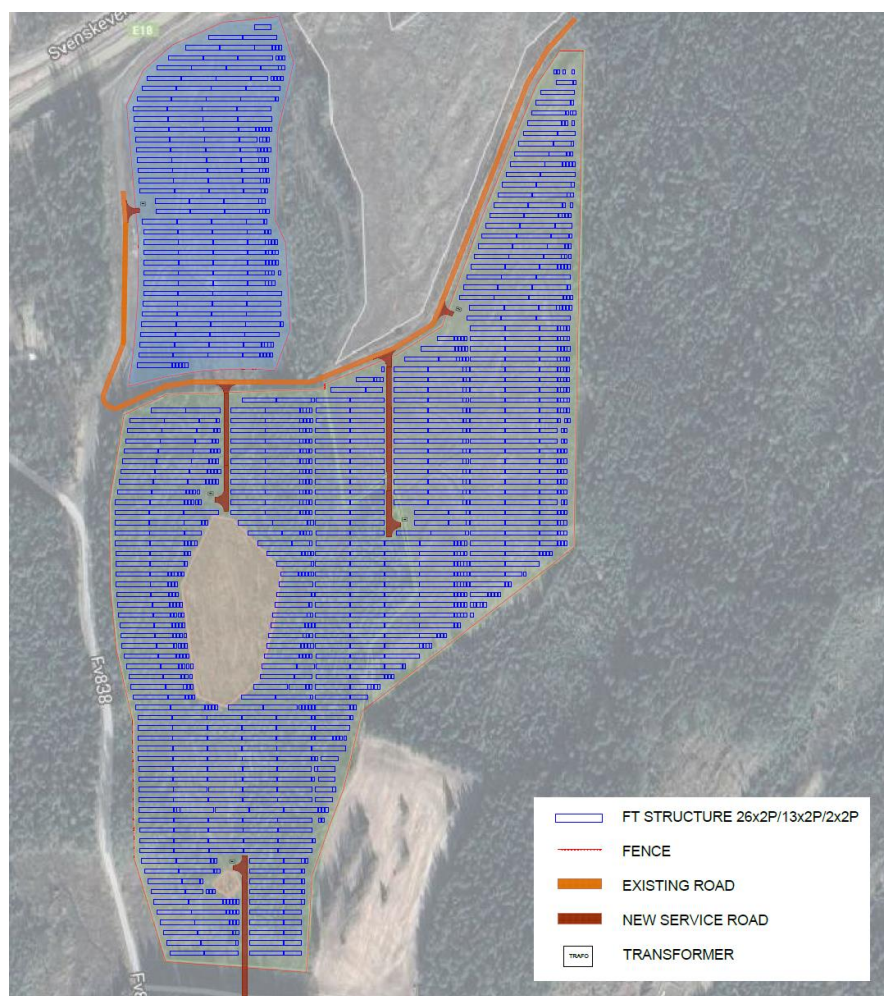 Svenskeve
E18
Fv838
Fv8
FT STRUCTURE 26x2P/13x2P/2x2P
FENCE
EXISTING ROAD
NEW SERVICE ROAD
TRAFO
TRANSFORMER